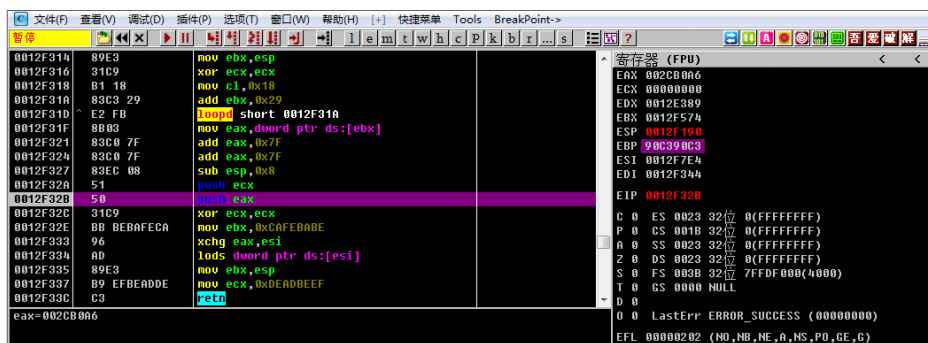 C 文件(F) 查看(V) 调试(D) 插件(P) 选项(T) 窗口(W) 帮助(H) [+] 快捷菜单 Tools BreakPoint->
暂停 l e m t w h c p k b r ... s ? 吾 爱 破 解
0012F314 89E3 mov ebx,esp
0012F316 31C9 xor ecx,ecx
0012F318 B1 18 mov cl,0x18
0012F31A 83C3 29 add ebx,0x29
0012F31D ^ E2 FB loopd short 0012F31A
0012F31F 8B03 mov eax,dword ptr ds:[ebx]
0012F321 83C0 7F add eax,0x7F
0012F324 83C0 7F add eax,0x7F
0012F327 83EC 08 sub esp,0x8
0012F32A 51 push ecx
0012F32B 50 push eax
0012F32C 31C9 xor ecx,ecx
0012F32E BB BEBAFECA mov ebx,0xCAFEBABE
0012F333 96 xchg eax,esi
0012F334 AD lods dword ptr ds:[esi]
0012F335 89E3 mov ebx,esp
0012F337 B9 EFBEADDE mov ecx,0xDEADBEEF
0012F33C C3 retn
eax=002CB0A6
寄存器 (FPU) < <
EAX 002CB0A6
ECX 00000000
EDX 0012E389
EBX 0012F574
ESP 0012F190
EBP 90C390C3
ESI 0012F7E4
EDI 0012F344
EIP 0012F32B
C 0 ES 0023 32位 0(FFFFFFFF)
P 0 CS 001B 32位 0(FFFFFFFF)
A 0 SS 0023 32位 0(FFFFFFFF)
Z 0 DS 0023 32位 0(FFFFFFFF)
S 0 FS 003B 32位 7FFDF000(4000)
T 0 GS 0000 NULL
D 0
O 0 LastErr ERROR_SUCCESS (00000000)
EFL 00000202 (NO,NB,NE,A,NS,PO,GE,G)